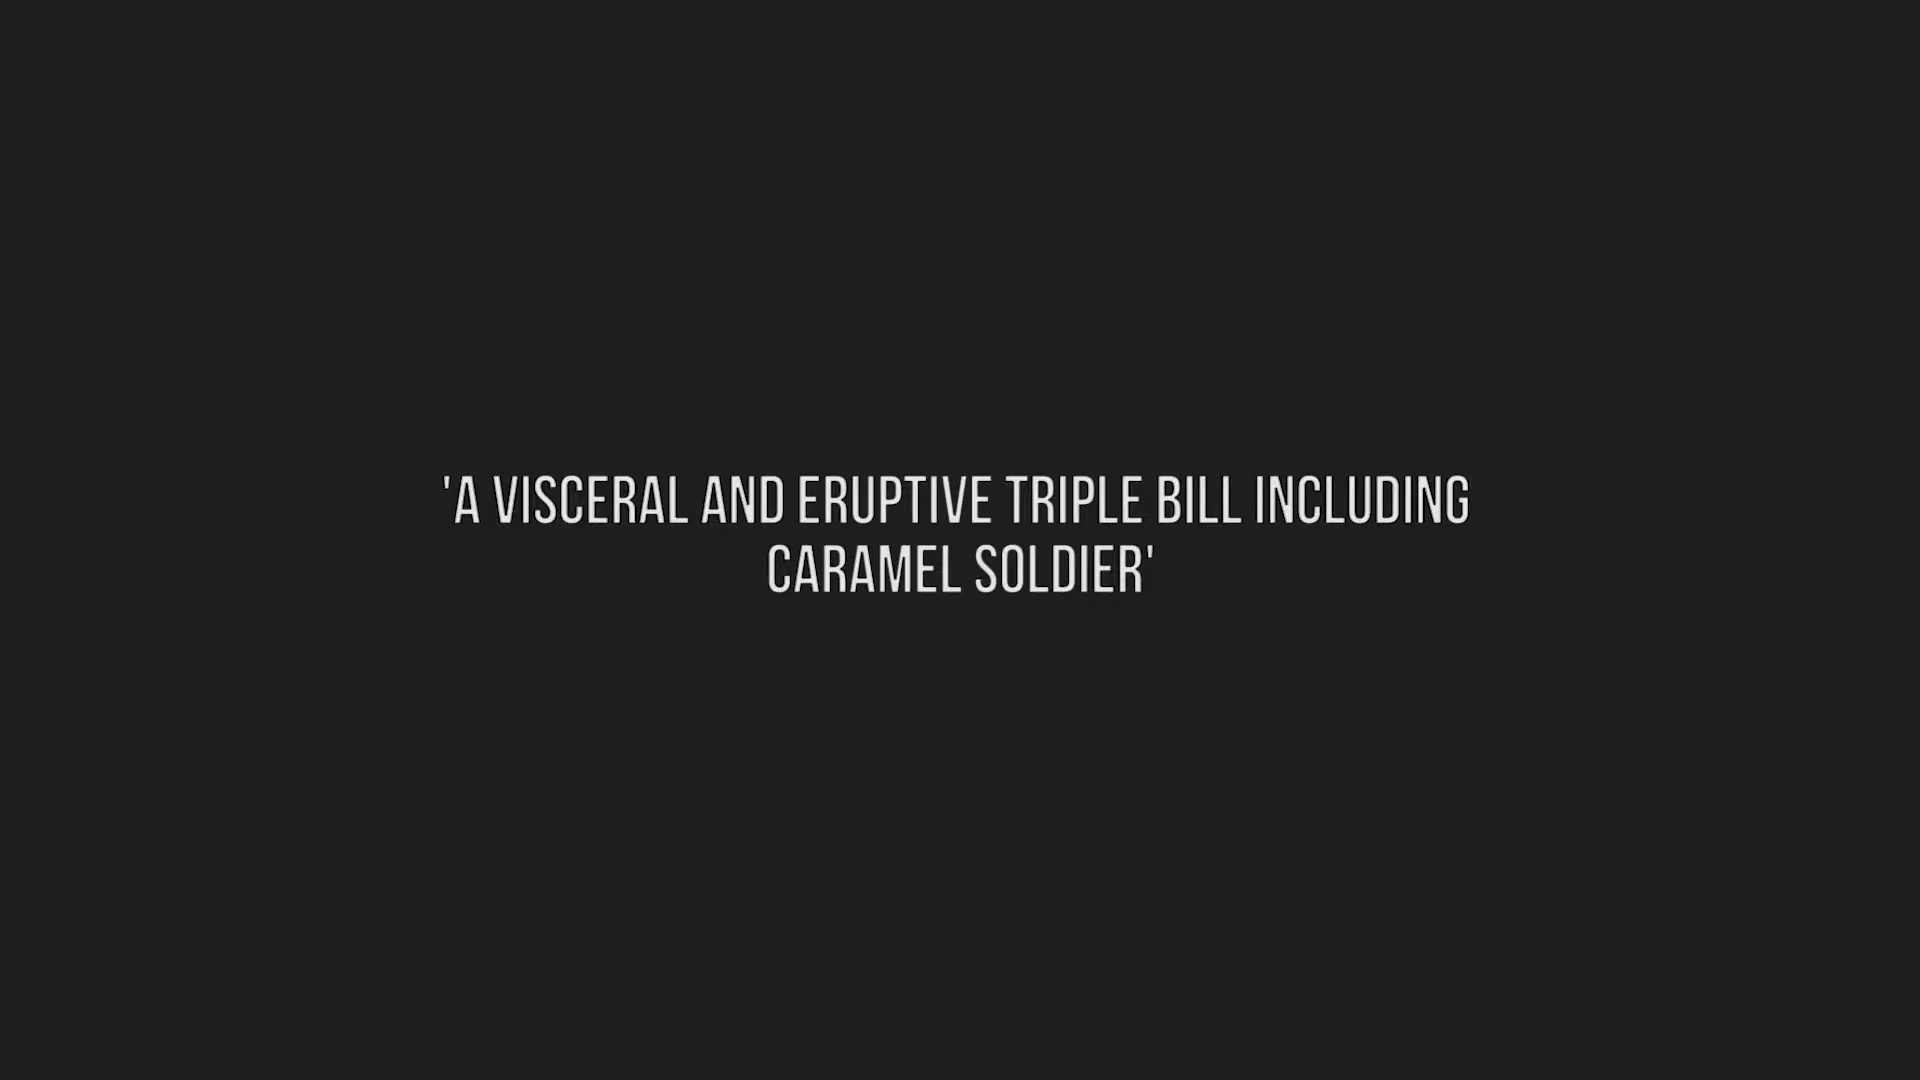 'A VISCERAL AND ERUPTIVE TRIPLE BILL INCLUDING
CARAMEL SOLDIER'